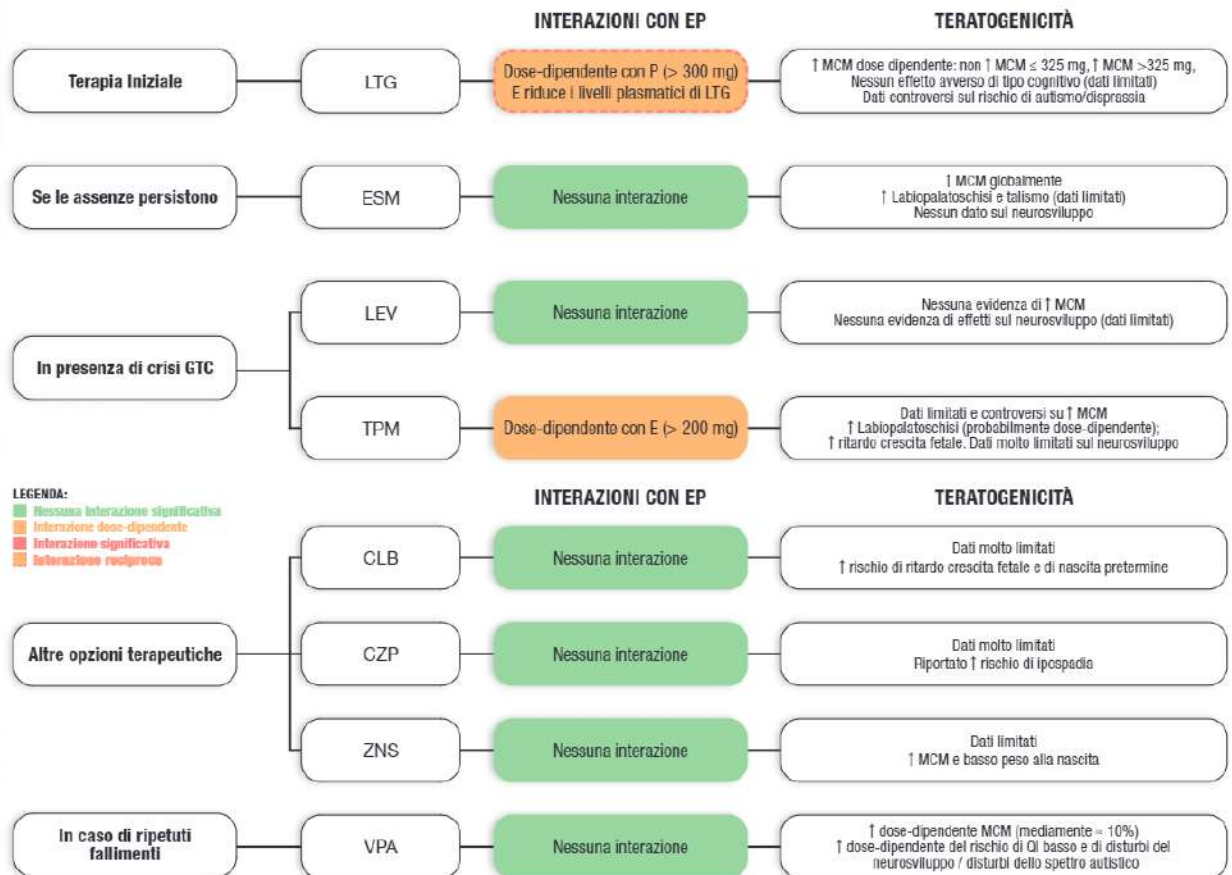 INTERAZIONI CON EP
TERATOGENICITÀ
Terapia Iniziale
LTG
Dose-dipendente con P (> 300 mg)
E riduce i livelli plasmatici di LTG
↑ MCM dose dipendente: non ↑ MCM ≤ 325 mg, ↑ MCM >325 mg,
Nessun effetto avverso di tipo cognitivo (dati limitati)
Dati controversi sul rischio di autismo/disprassia
Se le assenze persistono
ESM
Nessuna interazione
↑ MCM globalmente
↑ Labiopalatoschisi e talismo (dati limitati)
Nessun dato sul neurosviluppo
In presenza di crisi GTC
LEV
Nessuna interazione
Nessuna evidenza di ↑ MCM
Nessuna evidenza di effetti sul neurosviluppo (dati limitati)
TPM
Dose-dipendente con E (> 200 mg)
Dati limitati e controversi su ↑ MCM
↑ Labiopalatoschisi (probabilmente dose-dipendente);
↑ ritardo crescita fetale. Dati molto limitati sul neurosviluppo
LEGENDA:
Nessuna interazione significativa
Interazione dose-dipendente
Interazione significativa
Interazione reciproca
INTERAZIONI CON EP
TERATOGENICITÀ
Altre opzioni terapeutiche
CLB
Nessuna interazione
Dati molto limitati
↑ rischio di ritardo crescita fetale e di nascita pretermine
CZP
Nessuna interazione
Dati molto limitati
Riportato ↑ rischio di ipospadia
ZNS
Nessuna interazione
Dati limitati
↑ MCM e basso peso alla nascita
In caso di ripetuti
fallimenti
VPA
Nessuna interazione
↑ dose-dipendente MCM (mediamente ≈ 10%)
↑ dose-dipendente del rischio di QI basso e di disturbi del
neurosviluppo / disturbi dello spettro autistico